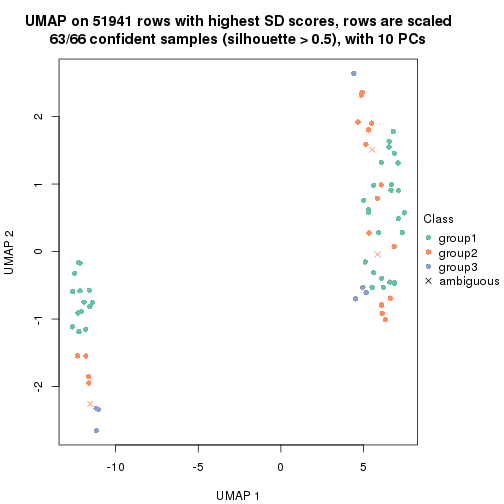 UMAP on 51941 rows with highest SD scores, rows are scaled
63/66 confident samples (silhouette > 0.5), with 10 PCs
2
1
0
-1
-2
UMAP 2
-10
-5
0
5
UMAP 1
Class
group1
group2
group3
ambiguous